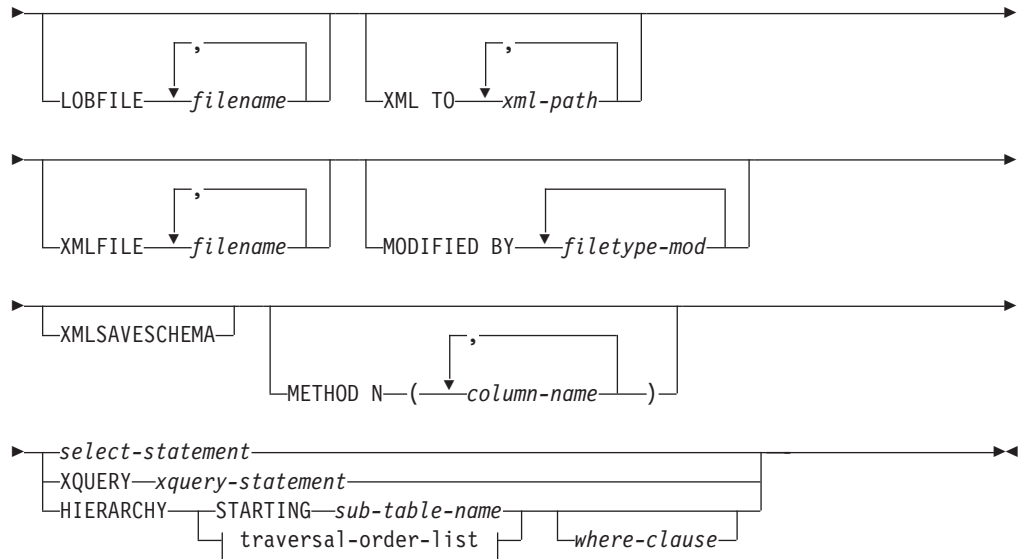 , ,
LOBFILE filename XML TO xml-path
, 
XMLFILE filename MODIFIED BY filetype-mod
XMLSAVESCHEMA ,
METHOD N ( column-name )
select-statement
XQUERY xquery-statement
HIERARCHY STARTING sub-table-name
traversal-order-list where-clause